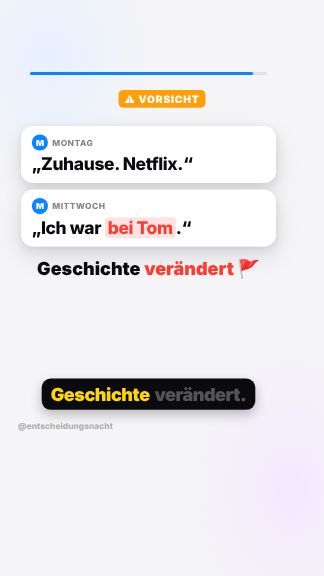 ⚠ VORSICHT
M MONTAG
„Zuhause. Netflix.“
M MITTWOCH
„Ich war bei Tom.“
Geschichte verändert 🚩
Geschichte verändert.
@entscheidungsnacht